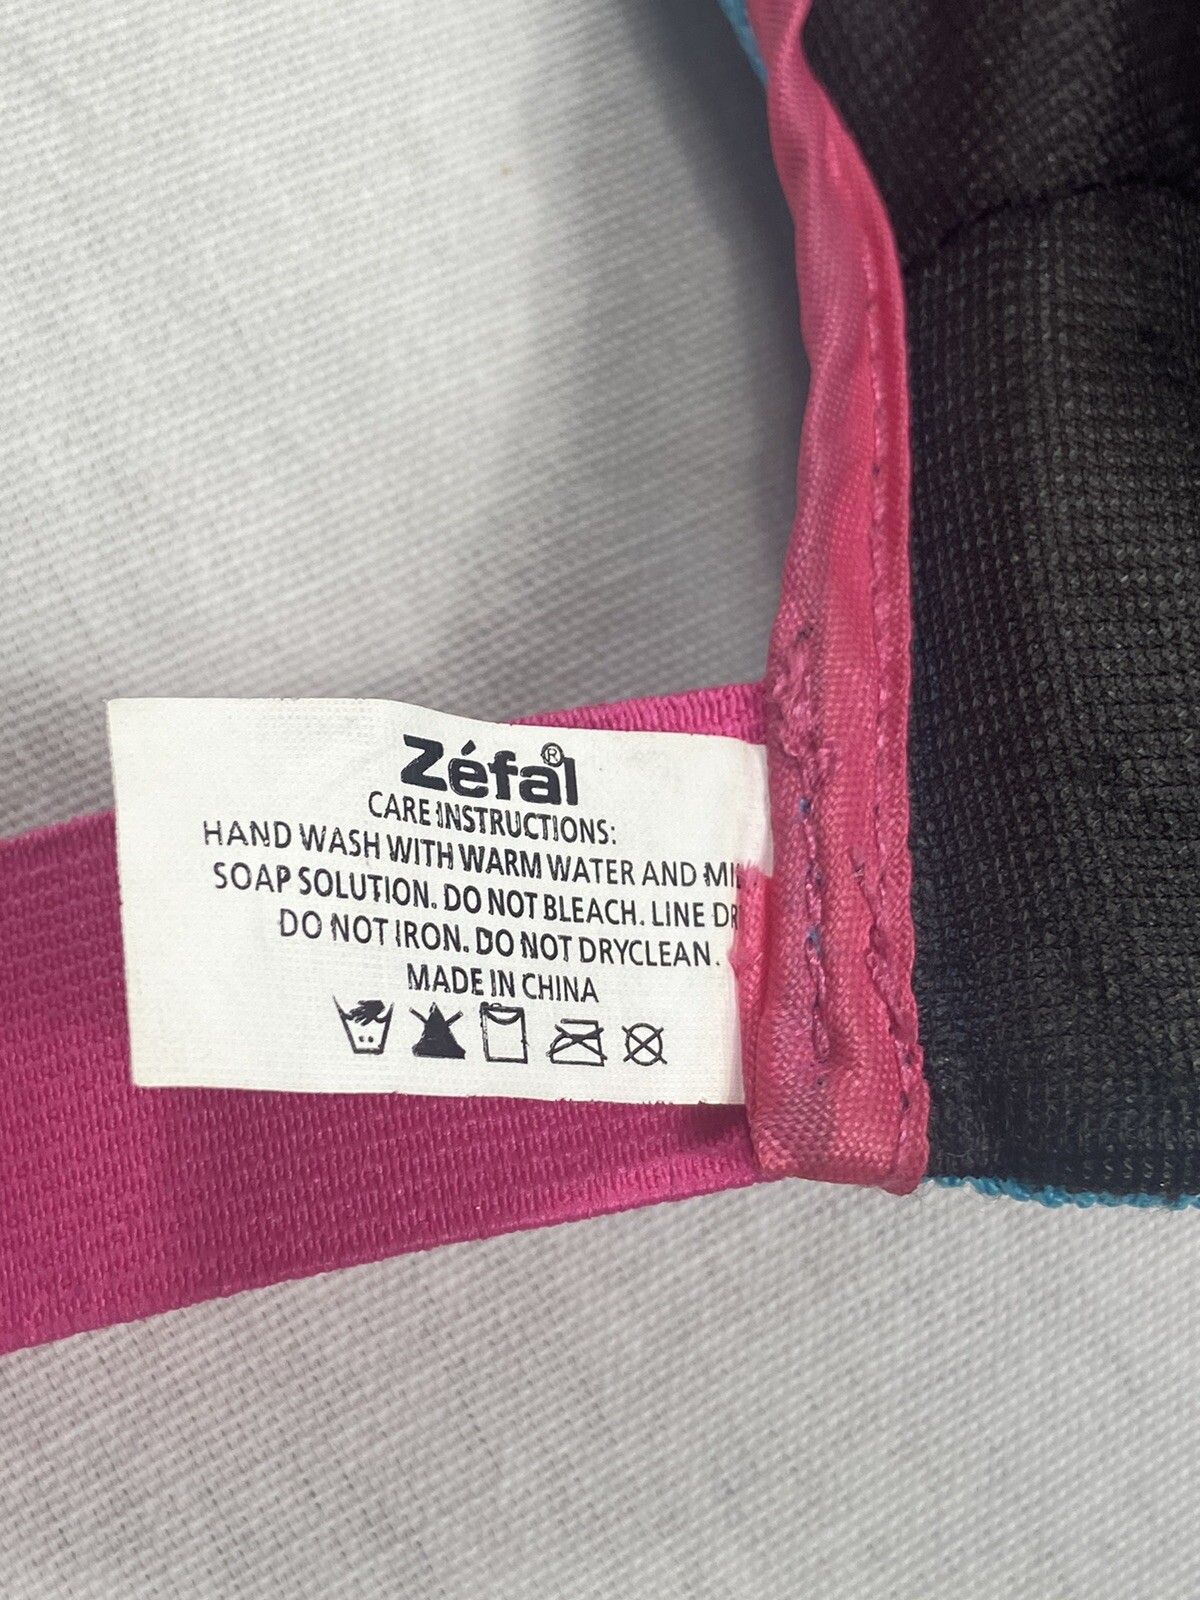 Zéfal®
CARE INSTRUCTIONS:
HAND WASH WITH WARM WATER AND
SOAP SOLUTION. DO NOT BLEACH. LINE
DO NOT IRON. DO NOT DRYCLEAN.
MADE IN CHINA